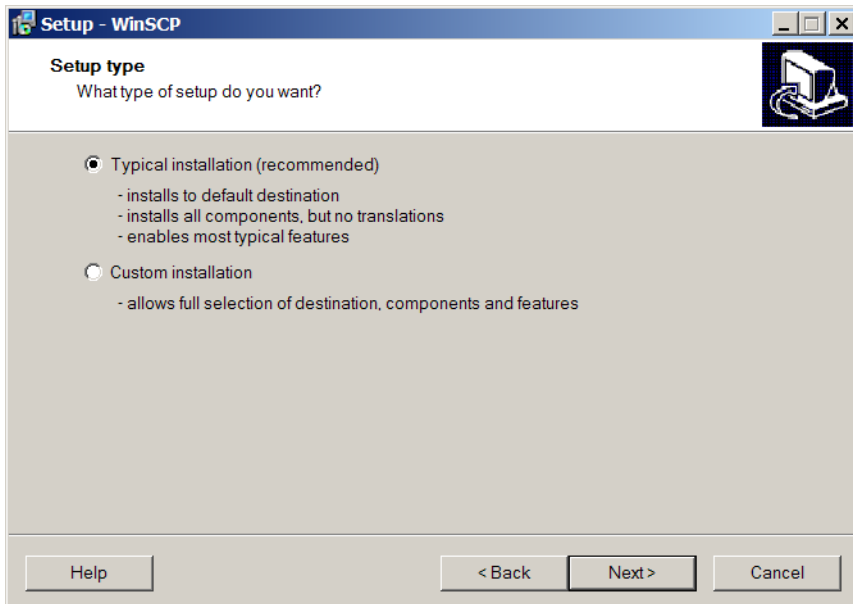 Setup - WinSCP
Setup type
What type of setup do you want?
Typical installation (recommended)
- installs to default destination
- installs all components, but no translations
- enables most typical features
Custom installation
- allows full selection of destination, components and features
Help
< Back
Next >
Cancel